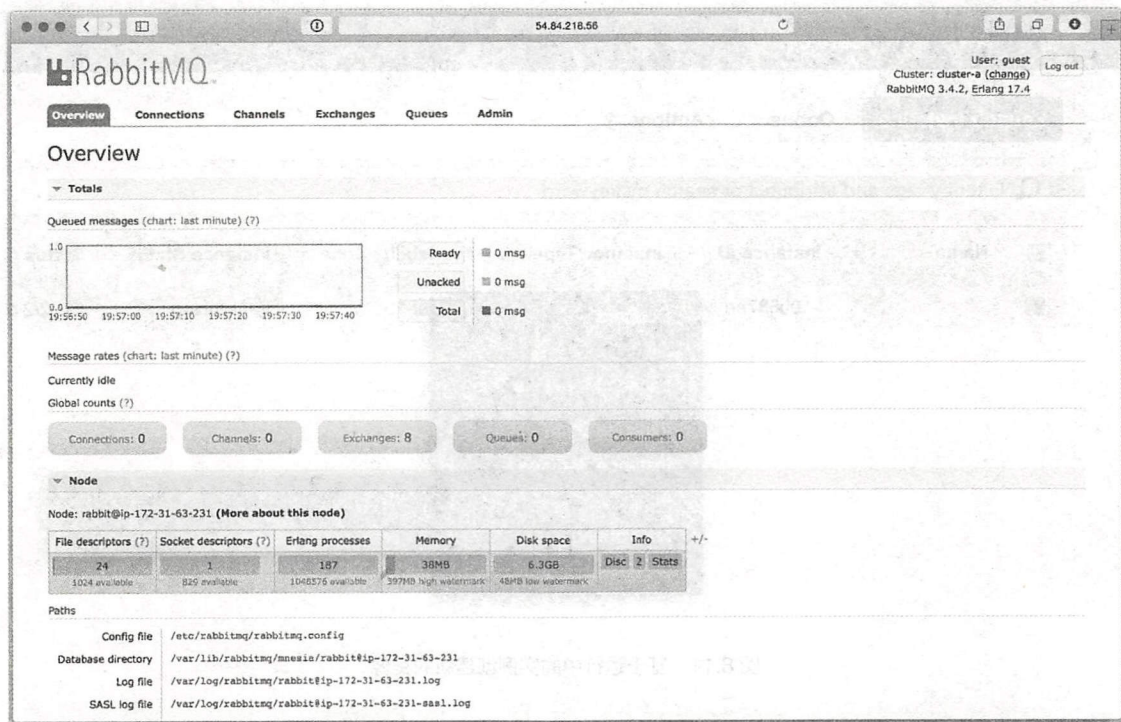 54.84.218.56
RabbitMQ
User: guest
Cluster: cluster-a (change)
RabbitMQ 3.4.2, Erlang 17.4
Log out
Overview Connections Channels Exchanges Queues Admin
Overview
Totals
Queued messages (chart: last minute) (?)
1.0
0.0
19:56:50 19:57:00 19:57:10 19:57:20 19:57:30 19:57:40
Ready 0 msg
Unacked 0 msg
Total 0 msg
Message rates (chart: last minute) (?)
Currently idle
Global counts (?)
Connections: 0 Channels: 0 Exchanges: 8 Queues: 0 Consumers: 0
Node
Node: rabbit@ip-172-31-63-231 (More about this node)
File descriptors (?) Socket descriptors (?) Erlang processes Memory Disk space Info +/-
24 1 187 38MB 6.3GB Disc 2 Stats
1024 available 829 available 1048576 available 397MB high watermark 48MB low watermark
Paths
Config file /etc/rabbitmq/rabbitmq.config
Database directory /var/lib/rabbitmq/mnesia/rabbit@ip-172-31-63-231
Log file /var/log/rabbitmq/rabbit@ip-172-31-63-231.log
SASL log file /var/log/rabbitmq/rabbit@ip-172-31-63-231-sasl.log